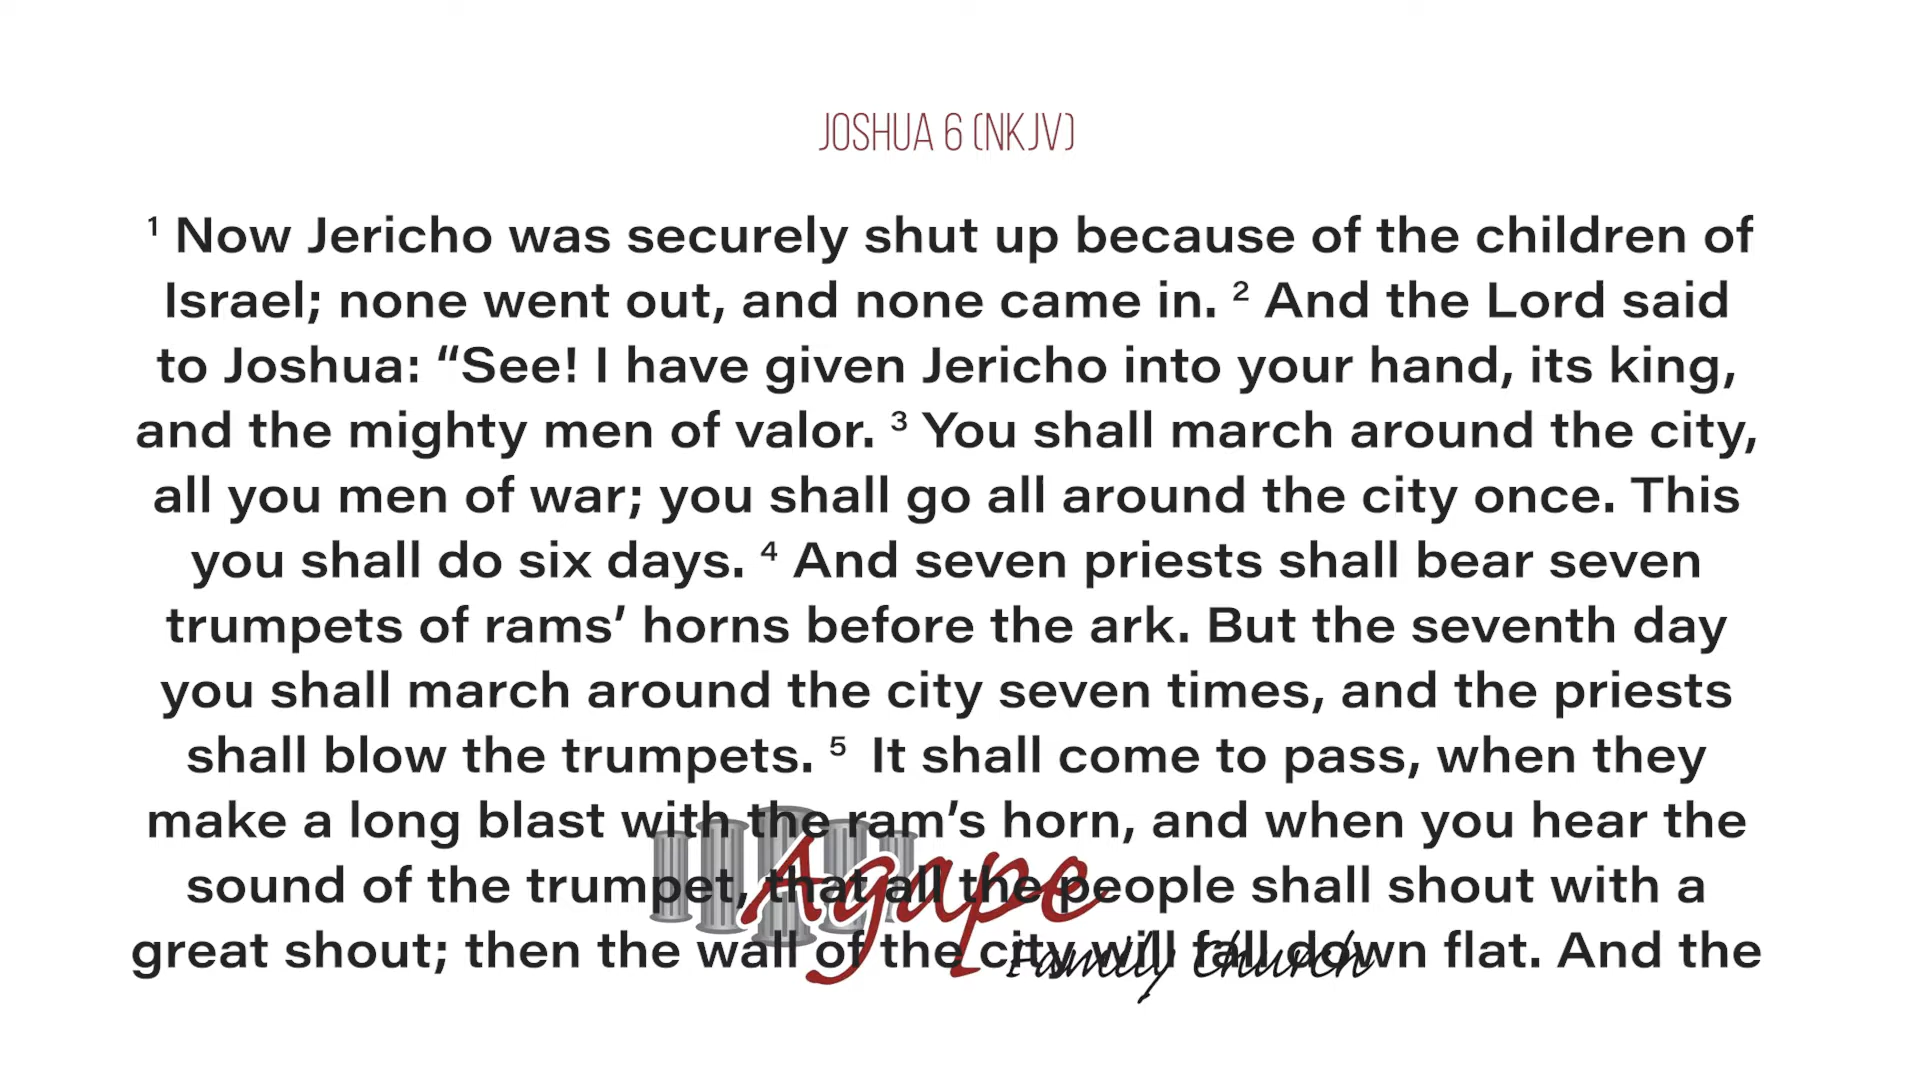 JOSHUA 6 (NKJV)
¹ Now Jericho was securely shut up because of the children of
Israel; none went out, and none came in. ² And the Lord said
to Joshua: “See! I have given Jericho into your hand, its king,
and the mighty men of valor. ³ You shall march around the city,
all you men of war; you shall go all around the city once. This
you shall do six days. ⁴ And seven priests shall bear seven
trumpets of rams’ horns before the ark. But the seventh day
you shall march around the city seven times, and the priests
shall blow the trumpets. ⁵ It shall come to pass, when they
make a long blast with the ram’s horn, and when you hear the
sound of the trumpet, that all the people shall shout with a
great shout; then the wall of the city will fall down flat. And the
Agape
Family Church